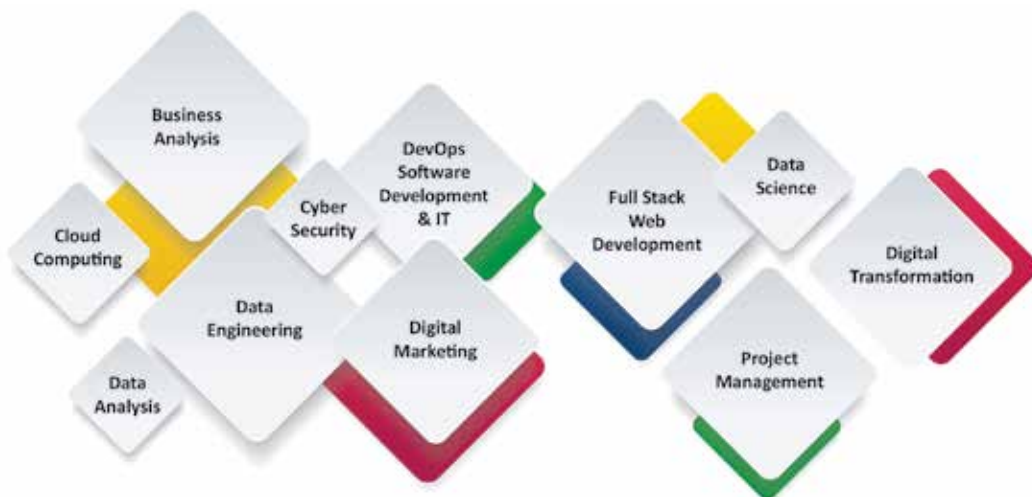 Business
Analysis
Cloud
Computing
Data
Analysis
Data
Engineering
Cyber
Security
DevOps
Software
Development
& IT
Digital
Marketing
Full Stack
Web
Development
Data
Science
Project
Management
Digital
Transformation